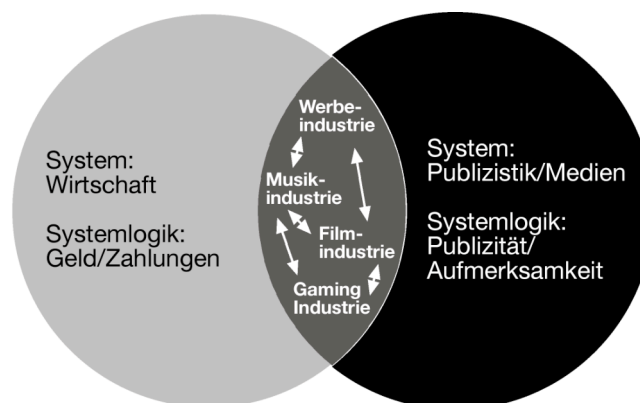 System:
Wirtschaft
Systemlogik:
Geld/Zahlungen
Werbe-
industrie
Musik-
industrie
Film-
industrie
Gaming
Industrie
System:
Publizistik/Medien
Systemlogik:
Publizität/
Aufmerksamkeit